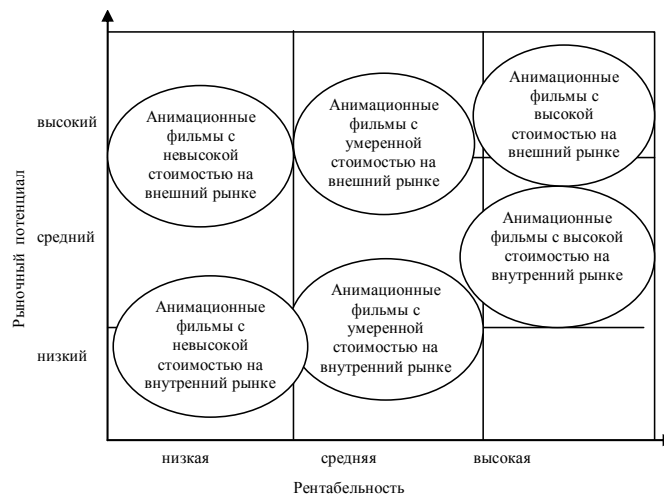 Рыночный потенциал
высокий
средний
низкий
Анимационные
фильмы с
невысокой
стоимостью на
внешнии рынке
Анимационные
фильмы с
умеренной
стоимостью на
внешний рынке
Анимационные
фильмы с
высокой
стоимостью на
внешний рынке
Анимационные
фильмы с высокой
стоимостью на
внутренний рынке
Анимационные
фильмы с
невысокой
стоимостью на
внутренний рынке
Анимационные
фильмы с
умеренной
стоимостью на
внутренний рынке
низкая
средняя
высокая
Рентабельность